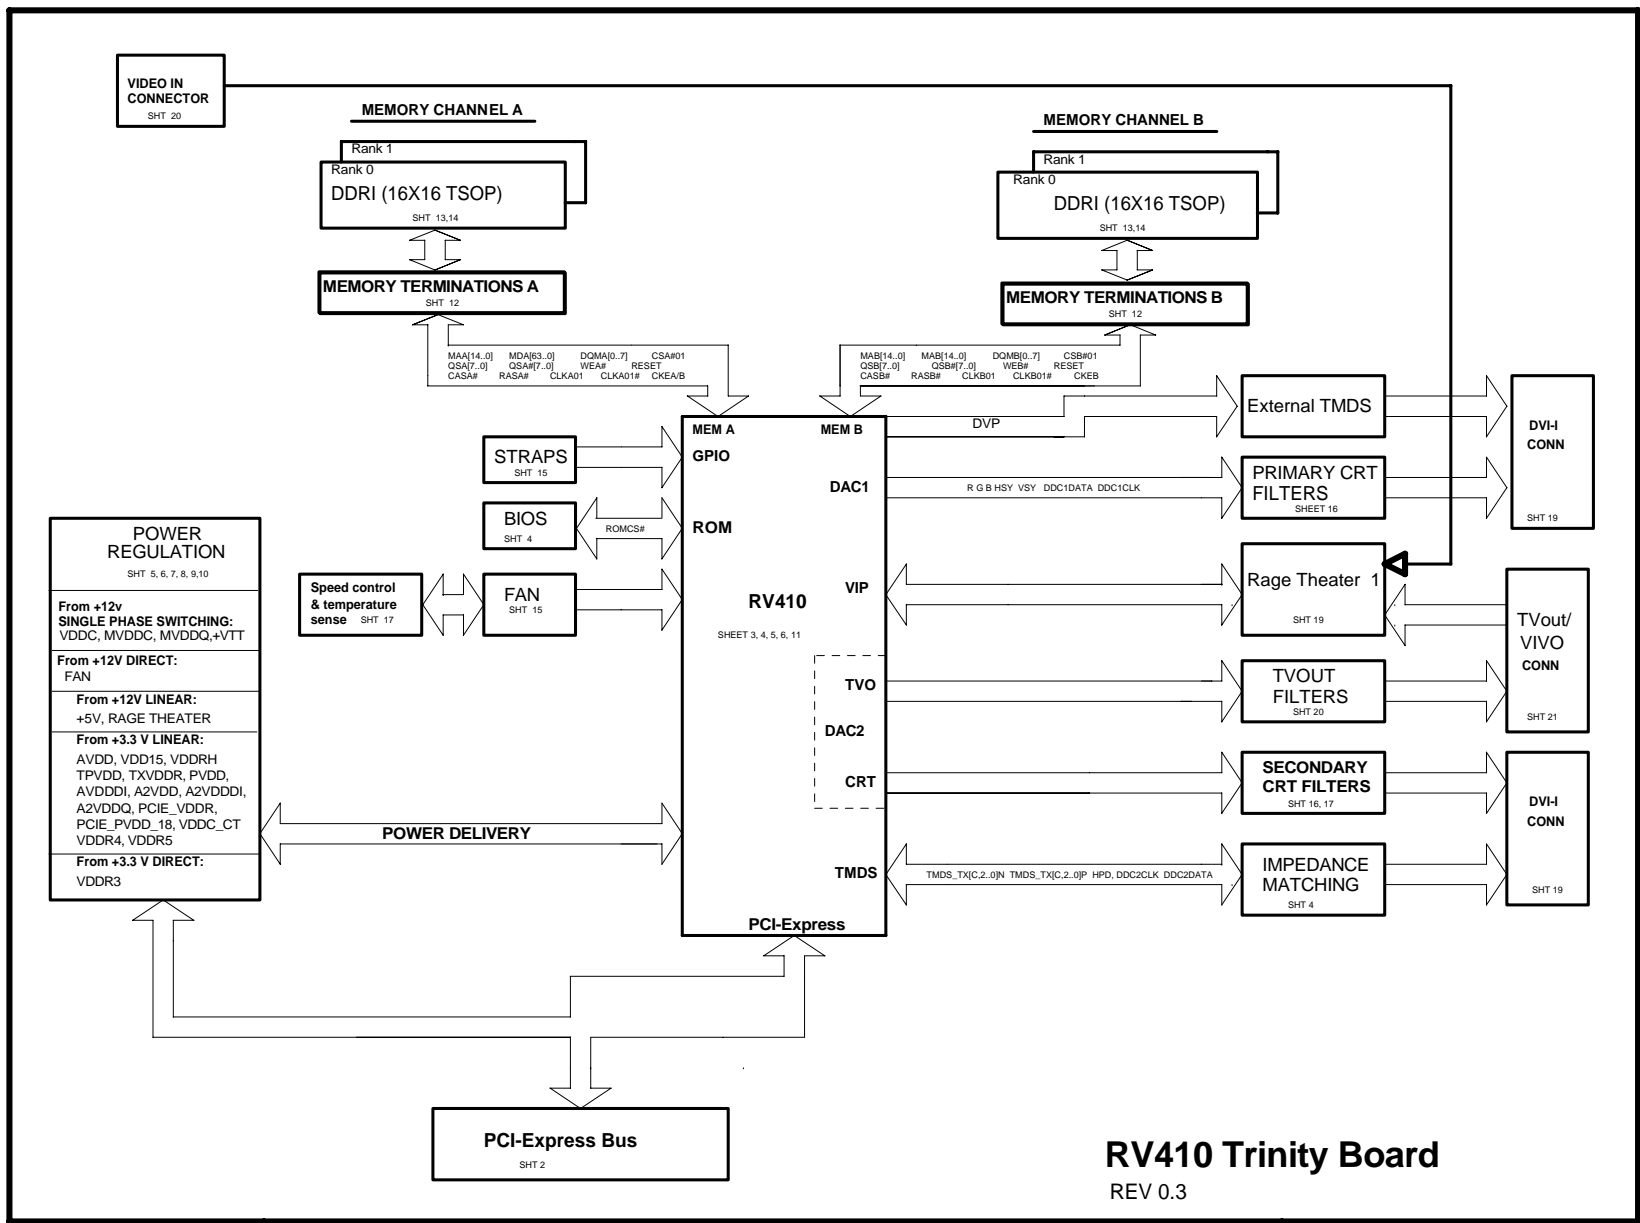 VIDEO IN
CONNECTOR
SHT 20
MEMORY CHANNEL A
Rank 1
Rank 0
DDRI (16X16 TSOP)
SHT 13,14
MEMORY TERMINATIONS A
SHT 12
MEMORY CHANNEL B
Rank 1
Rank 0
DDRI (16X16 TSOP)
SHT 13,14
MEMORY TERMINATIONS B
SHT 12
MAA[14..0] MDA[63..0] DQMA[0..7] CSA#01
QSA[7..0] QSA#[7..0] WEA# RESET
CASA# RASA# CLKA01 CLKA01# CKEA/B
MAB[14..0] MAB[14..0] DQMB[0..7] CSB#01
QSB[7..0] QSB#[7..0] WEB# RESET
CASB# RASB# CLKB01 CLKB01# CKEB
STRAPS
SHT 15
BIOS
SHT 4
ROMCS#
Speed control
& temperature
sense SHT 17
FAN
SHT 15
MEM A
MEM B
GPIO
DAC1
ROM
VIP
RV410
SHEET 3, 4, 5, 6, 11
TVO
DAC2
CRT
TMDS
PCI-Express
DVP
External TMDS
R G B HSY VSY DDC1DATA DDC1CLK
PRIMARY CRT
FILTERS
SHEET 16
DVI-I
CONN
SHT 19
Rage Theater 1
SHT 19
TVOUT
FILTERS
SHT 20
TVout/
VIVO
CONN
SHT 21
SECONDARY
CRT FILTERS
SHT 16, 17
TMDS_TX[C,2..0]N TMDS_TX[C,2..0]P HPD, DDC2CLK DDC2DATA
IMPEDANCE
MATCHING
SHT 4
DVI-I
CONN
SHT 19
POWER
REGULATION
SHT 5, 6, 7, 8, 9,10
From +12v
SINGLE PHASE SWITCHING:
VDDC, MVDDC, MVDDQ,+VTT
From +12V DIRECT:
FAN
From +12V LINEAR:
+5V, RAGE THEATER
From +3.3 V LINEAR:
AVDD, VDD15, VDDRH
TPVDD, TXVDDR, PVDD,
AVDDDI, A2VDD, A2VDDDI,
A2VDDQ, PCIE_VDDR,
PCIE_PVDD_18, VDDC_CT
VDDR4, VDDR5
From +3.3 V DIRECT:
VDDR3
POWER DELIVERY
PCI-Express Bus
SHT 2
RV410 Trinity Board
REV 0.3